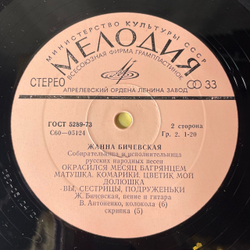 МИНИСТЕРСТВО КУЛЬТУРЫ СССР
МЕЛОДИЯ
ВСЕСОЮЗНАЯ ФИРМА ГРАМПЛАСТИНОК
СТЕРЕО
33
АПРЕЛЕВСКИЙ ОРДЕНА ЛЕНИНА ЗАВОД
ГОСТ 5289-73
2 сторона
С60—05424
Гр. 2. 1-20
ЖАННА БИЧЕВСКАЯ
Собирательница и исполнительница
русских народных песен
ОКРАСИЛСЯ МЕСЯЦ БАГРЯНЦЕМ
МАТУШКА, КОМАРИКИ, ЦВЕТИК МОЙ
ДОЛЮШКА
ВЫ, СЕСТРИЦЫ, ПОДРУЖЕНЬКИ
Ж. Бичевская, пение и гитара
В. Антоненко, колокола (6)
скрипка (5)